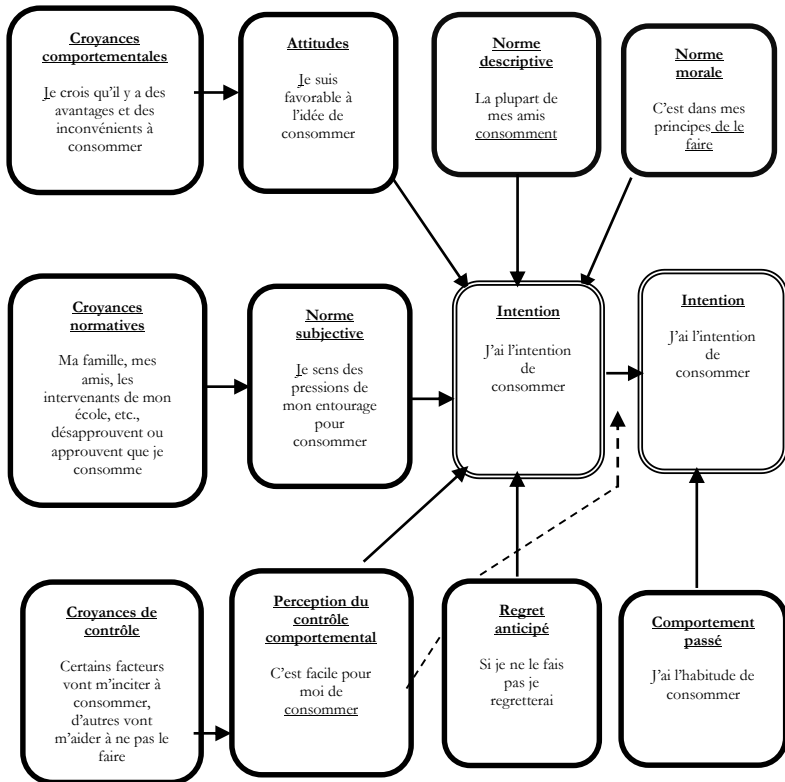 Croyances
comportementales
Je crois qu'il y a des
avantages et des
inconvénients à
consommer
Attitudes
Je suis
favorable à
l'idée de
consommer
Norme
descriptive
La plupart de
mes amis
consomment
Norme
morale
C'est dans mes
principes de le
faire
Croyances
normatives
Ma famille, mes
amis, les
intervenants de mon
école, etc.,
désapprouvent ou
approuvent que je
consomme
Norme
subjective
Je sens des
pressions de
mon entourage
pour
consommer
Intention
J'ai l'intention
de
consommer
Intention
J'ai l'intention
de
consommer
Croyances de
contrôle
Certains facteurs
vont m'inciter à
consommer,
d'autres vont
m'aider à ne pas le
faire
Perception du
contrôle
comportemental
C'est facile pour
moi de
consommer
Regret
anticipé
Si je ne le fais
pas je
regretterai
Comportement
passé
J'ai l'habitude de
consommer